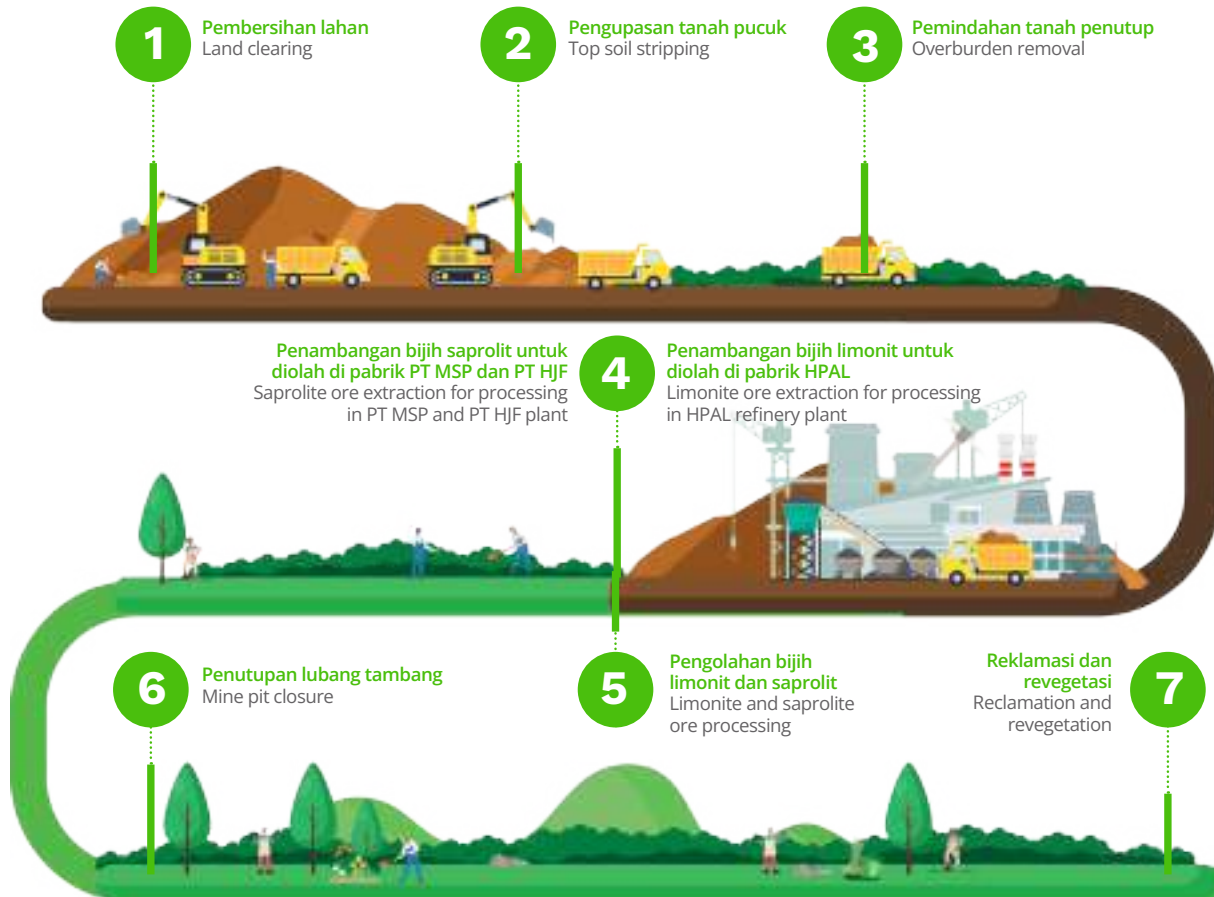 1
Pembersihan lahan
Land clearing
2
Pengupasan tanah pucuk
Top soil stripping
3
Pemindahan tanah penutup
Overburden removal
Penambangan bijih saprolit untuk
diolah di pabrik PT MSP dan PT HJF
Saprolite ore extraction for processing
in PT MSP and PT HJF plant
4
Penambangan bijih limonit untuk
diolah di pabrik HPAL
Limonite ore extraction for processing
in HPAL refinery plant
6
Penutupan lubang tambang
Mine pit closure
5
Pengolahan bijih
limonit dan saprolit
Limonite and saprolite
ore processing
Reklamasi dan
revegetasi
Reclamation and
revegetation
7